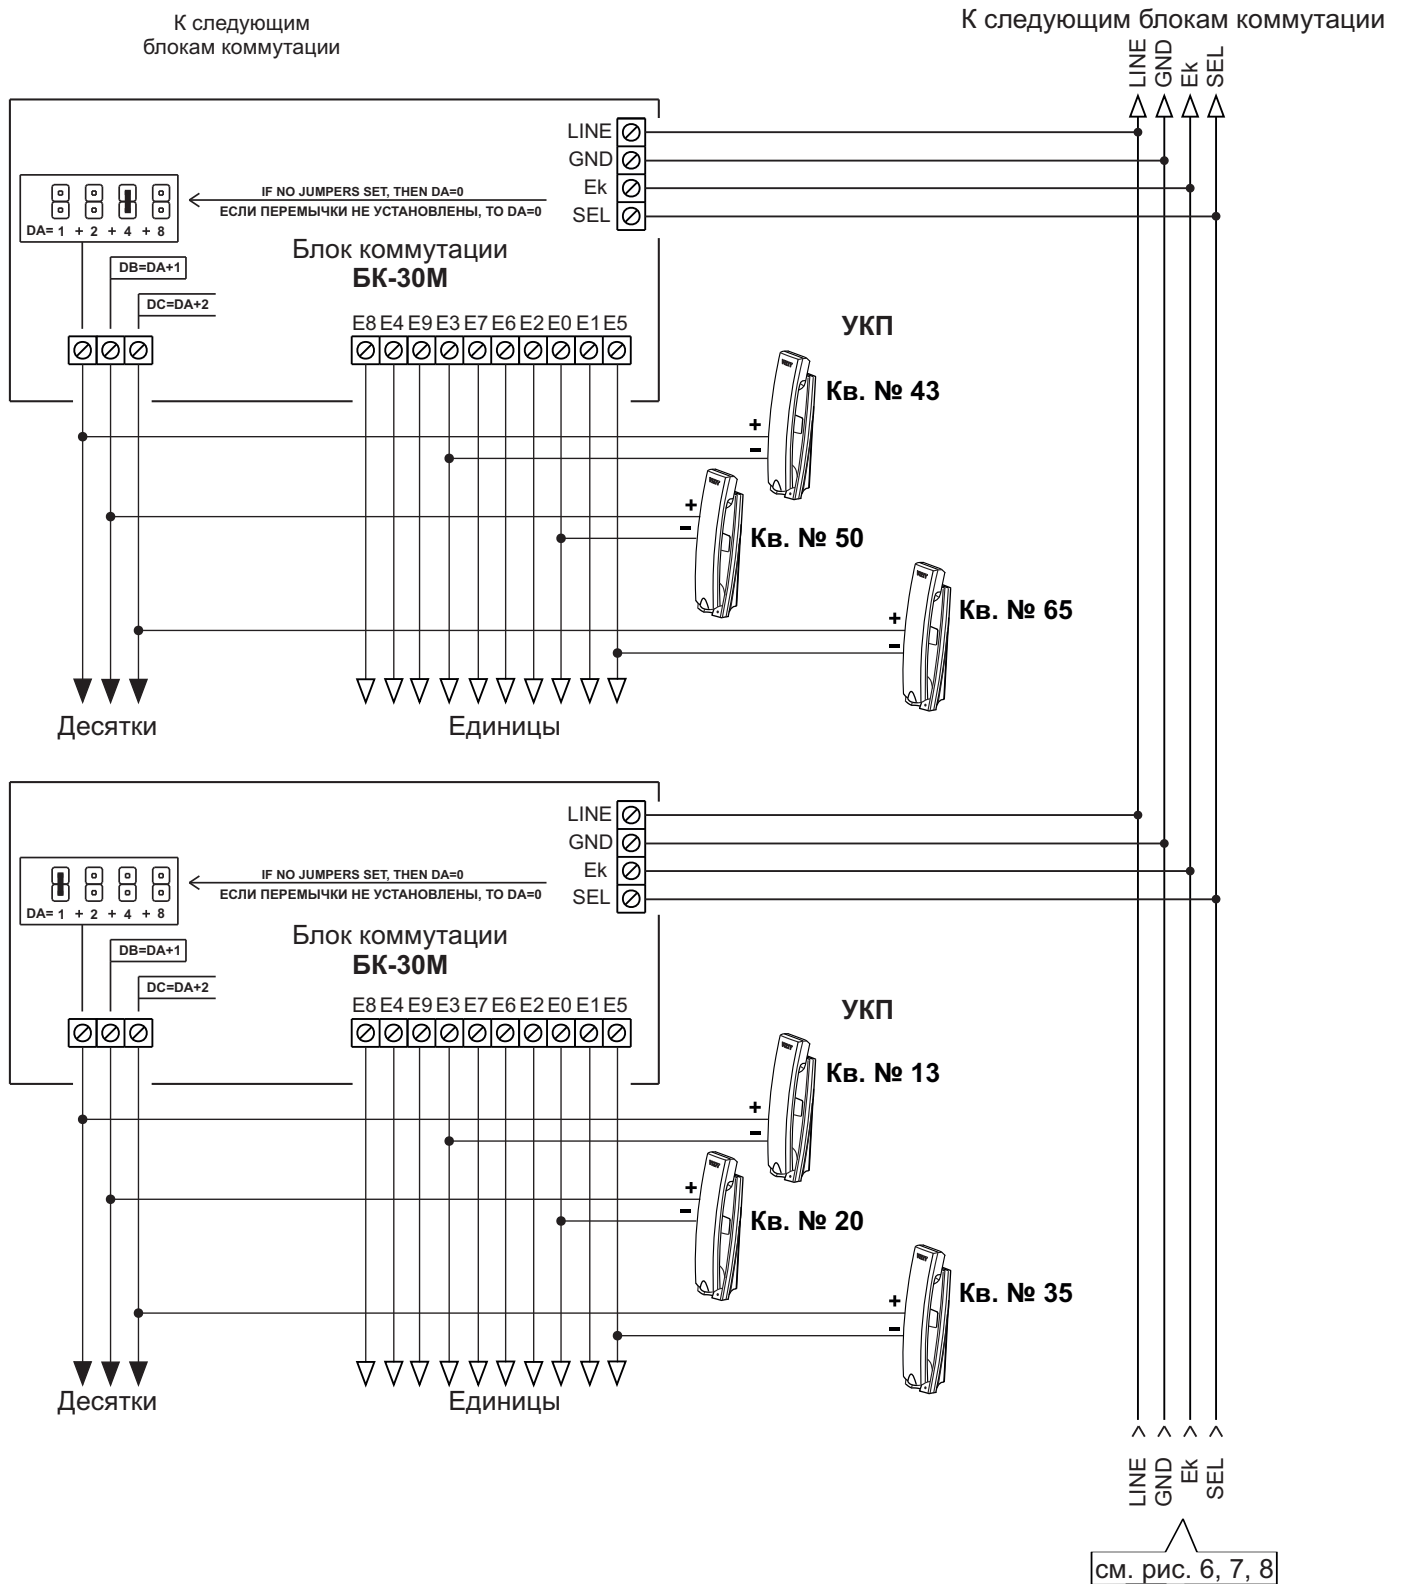 К следующим
блокам коммутации
К следующим блокам коммутации
LINE
GND
Ek
SEL
LINE
GND
Ek
SEL
IF NO JUMPERS SET, THEN DA=0
ЕСЛИ ПЕРЕМЫЧКИ НЕ УСТАНОВЛЕНЫ, ТО DA=0
DA= 1 + 2 + 4 + 8
Блок коммутации
БК-30М
DB=DA+1
DC=DA+2
E8 E4 E9 E3 E7 E6 E2 E0 E1 E5
УКП
Кв. № 43
+
–
Кв. № 50
+
–
Кв. № 65
+
–
Десятки
Единицы
LINE
GND
Ek
SEL
IF NO JUMPERS SET, THEN DA=0
ЕСЛИ ПЕРЕМЫЧКИ НЕ УСТАНОВЛЕНЫ, ТО DA=0
DA= 1 + 2 + 4 + 8
Блок коммутации
БК-30М
DB=DA+1
DC=DA+2
E8 E4 E9 E3 E7 E6 E2 E0 E1 E5
УКП
Кв. № 13
+
–
Кв. № 20
+
–
Кв. № 35
+
–
Десятки
Единицы
LINE
GND
Ek
SEL
см. рис. 6, 7, 8